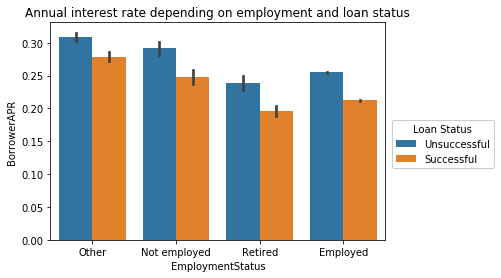 Annual interest rate depending on employment and loan status
BorrowerAPR
0.30
0.25
0.20
0.15
0.10
0.05
0.00
Other
Not employed
Retired
Employed
EmploymentStatus
Loan Status
Unsuccessful
Successful